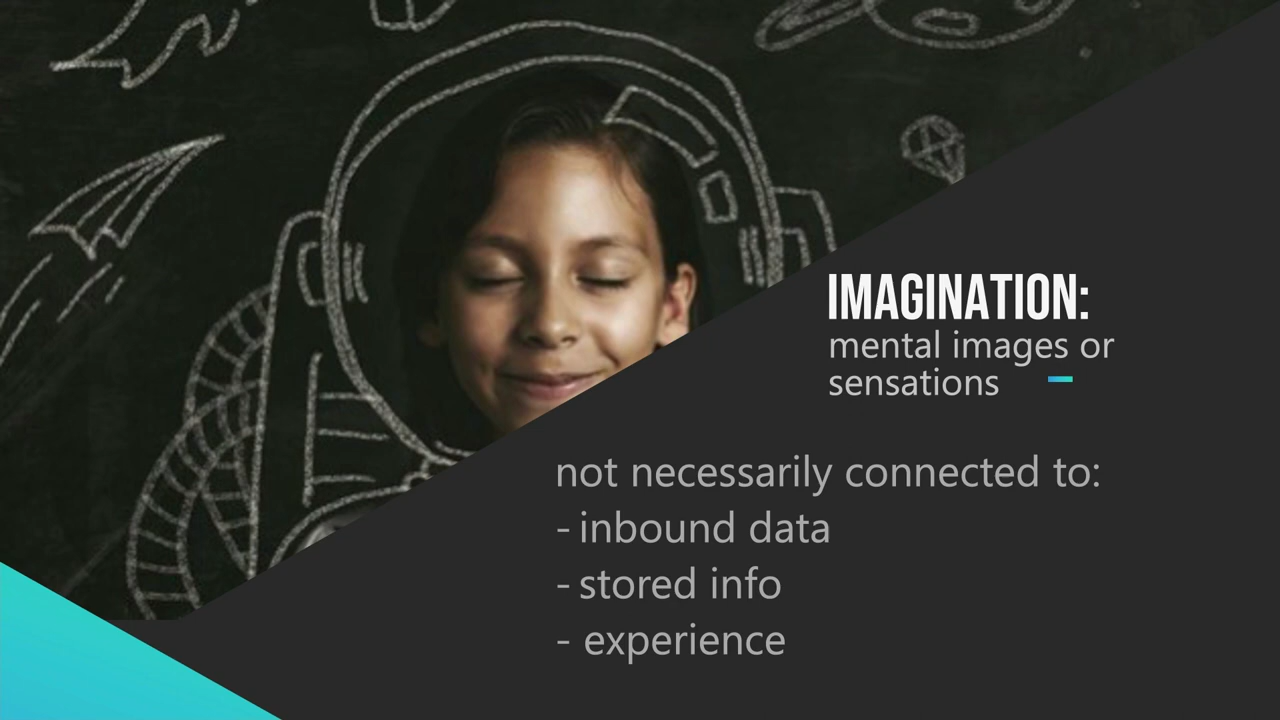 IMAGINATION:
mental images or
sensations
not necessarily connected to:
- inbound data
- stored info
- experience